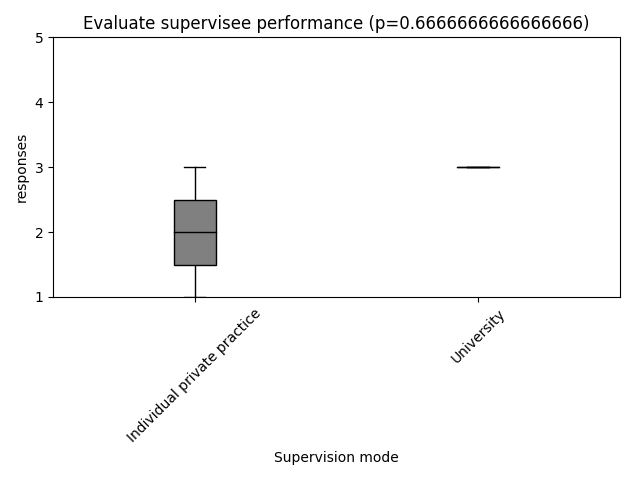 Evaluate supervisee performance (p=0.6666666666666666)
5
4
3
2
1
responses
Individual private practice
University
Supervision mode